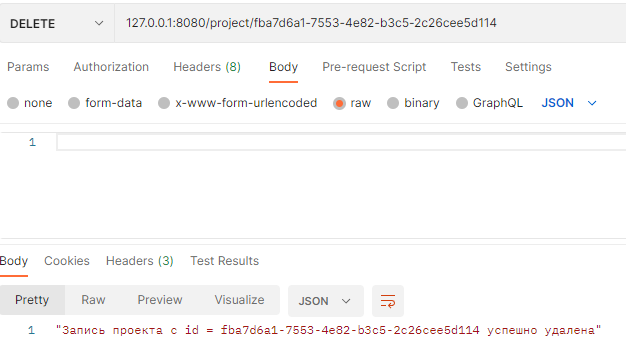 DELETE 127.0.0.1:8080/project/fba7d6a1-7553-4e82-b3c5-2c26cee5d114
Params Authorization Headers (8) Body Pre-request Script Tests Settings
none form-data x-www-form-urlencoded raw binary GraphQL JSON
1
Body Cookies Headers (3) Test Results
Pretty Raw Preview Visualize JSON
1 "Запись проекта с id = fba7d6a1-7553-4e82-b3c5-2c26cee5d114 успешно удалена"